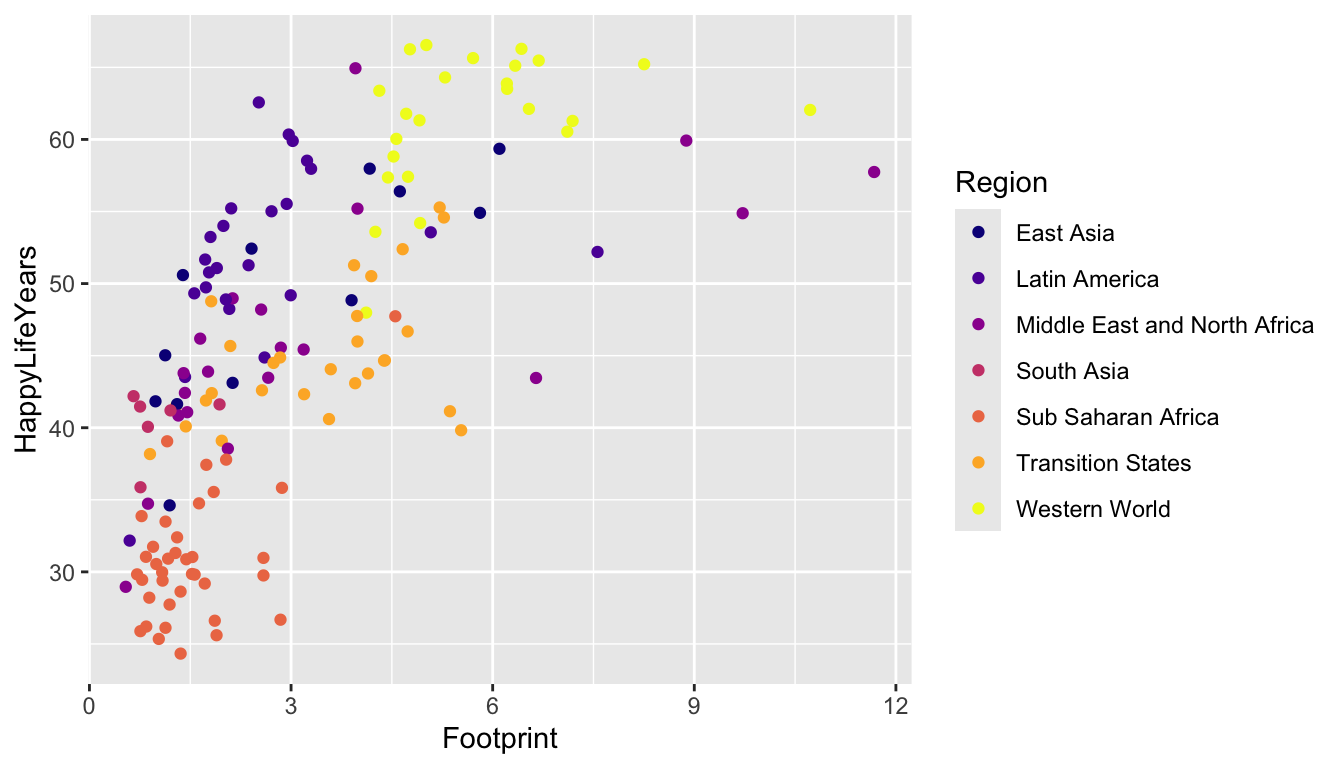 HappyLifeYears
60
50
40
30
0 3 6 9 12
Footprint
Region
East Asia
Latin America
Middle East and North Africa
South Asia
Sub Saharan Africa
Transition States
Western World